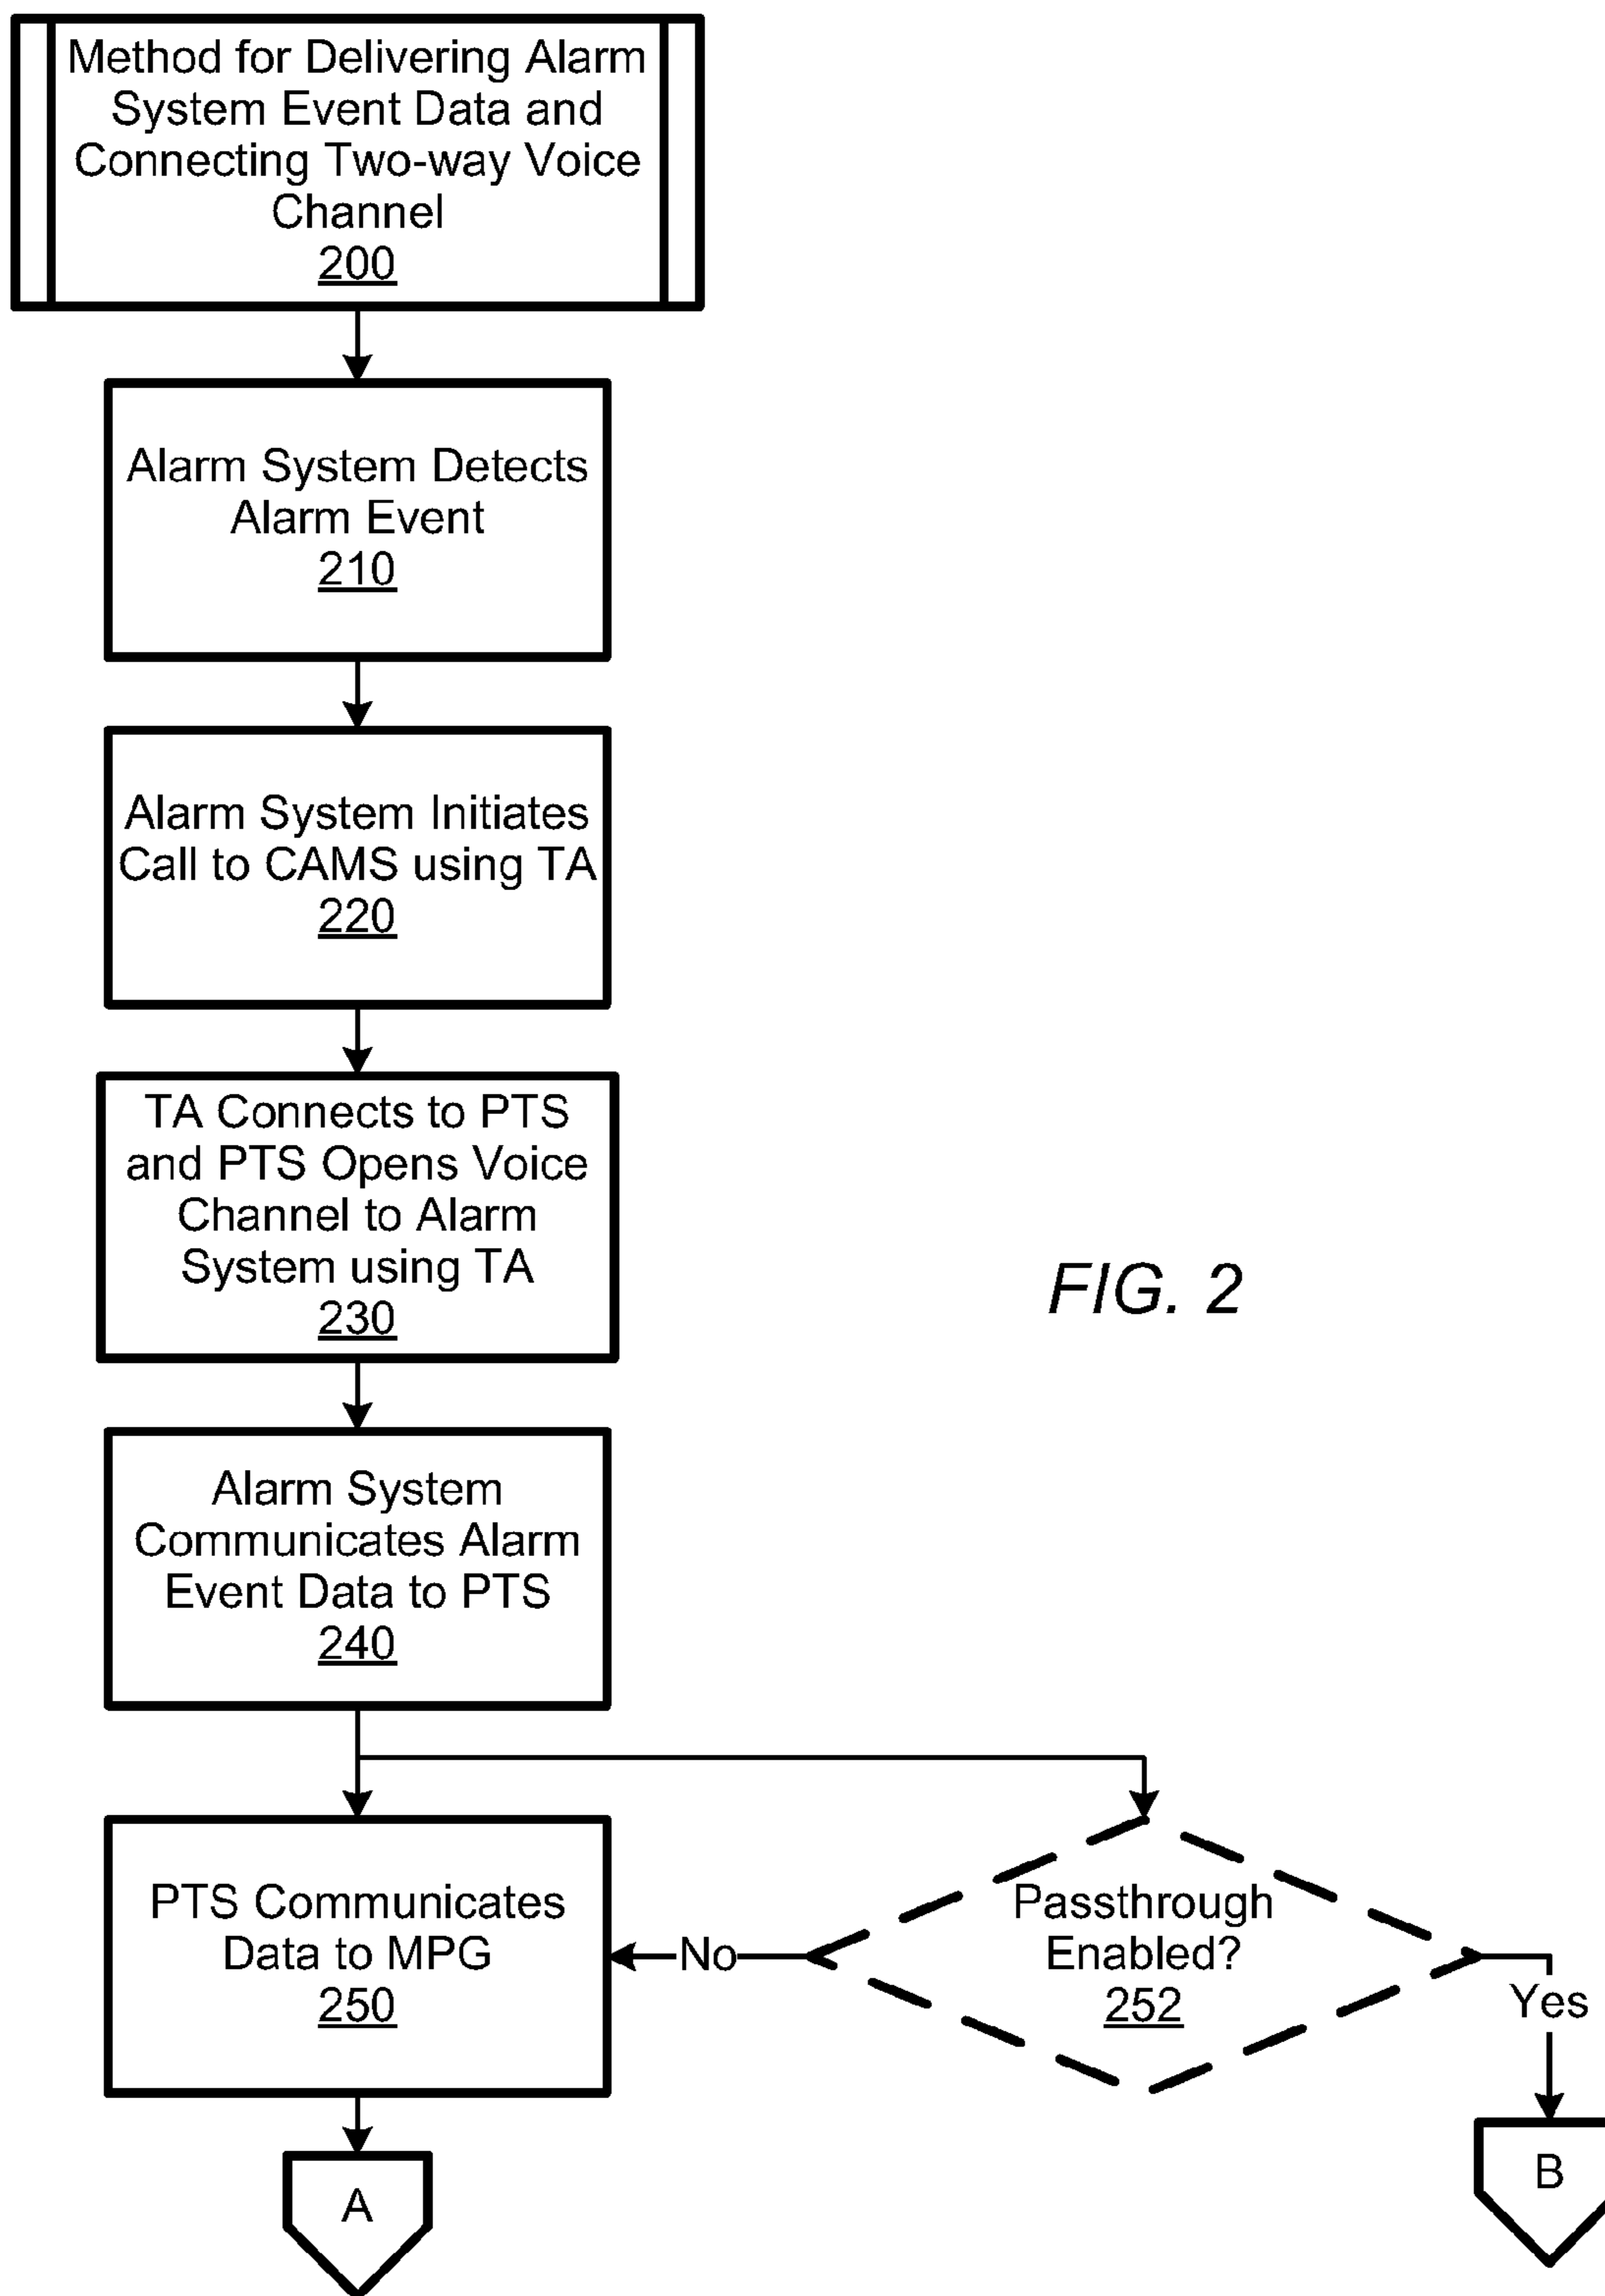 Method for Delivering Alarm
System Event Data and
Connecting Two-way Voice
Channel
200
Alarm System Detects
Alarm Event
210
Alarm System Initiates
Call to CAMS using TA
220
TA Connects to PTS
and PTS Opens Voice
Channel to Alarm
System using TA
230
FIG. 2
Alarm System
Communicates Alarm
Event Data to PTS
240
PTS Communicates
Data to MPG
250
No
Passthrough
Enabled?
252
Yes
A
B